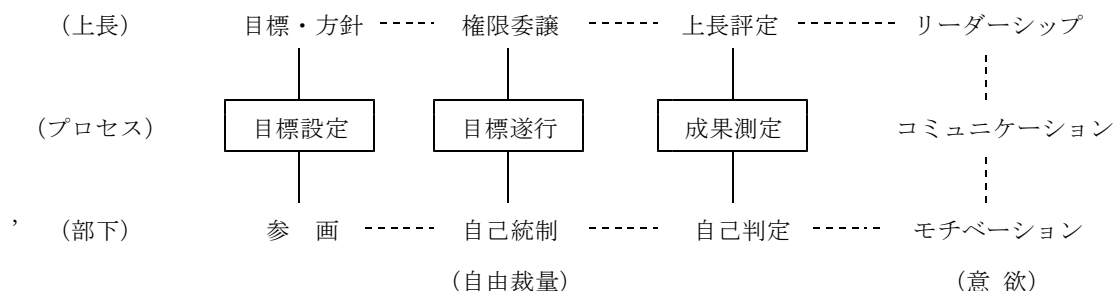 (上長) 目標・方針 権限委譲 上長評定 リーダーシップ
(プロセス) 目標設定 目標遂行 成果測定 コミュニケーション
, (部下) 参 画 自己統制 自己判定 モチベーション
(自由裁量) (意 欲)